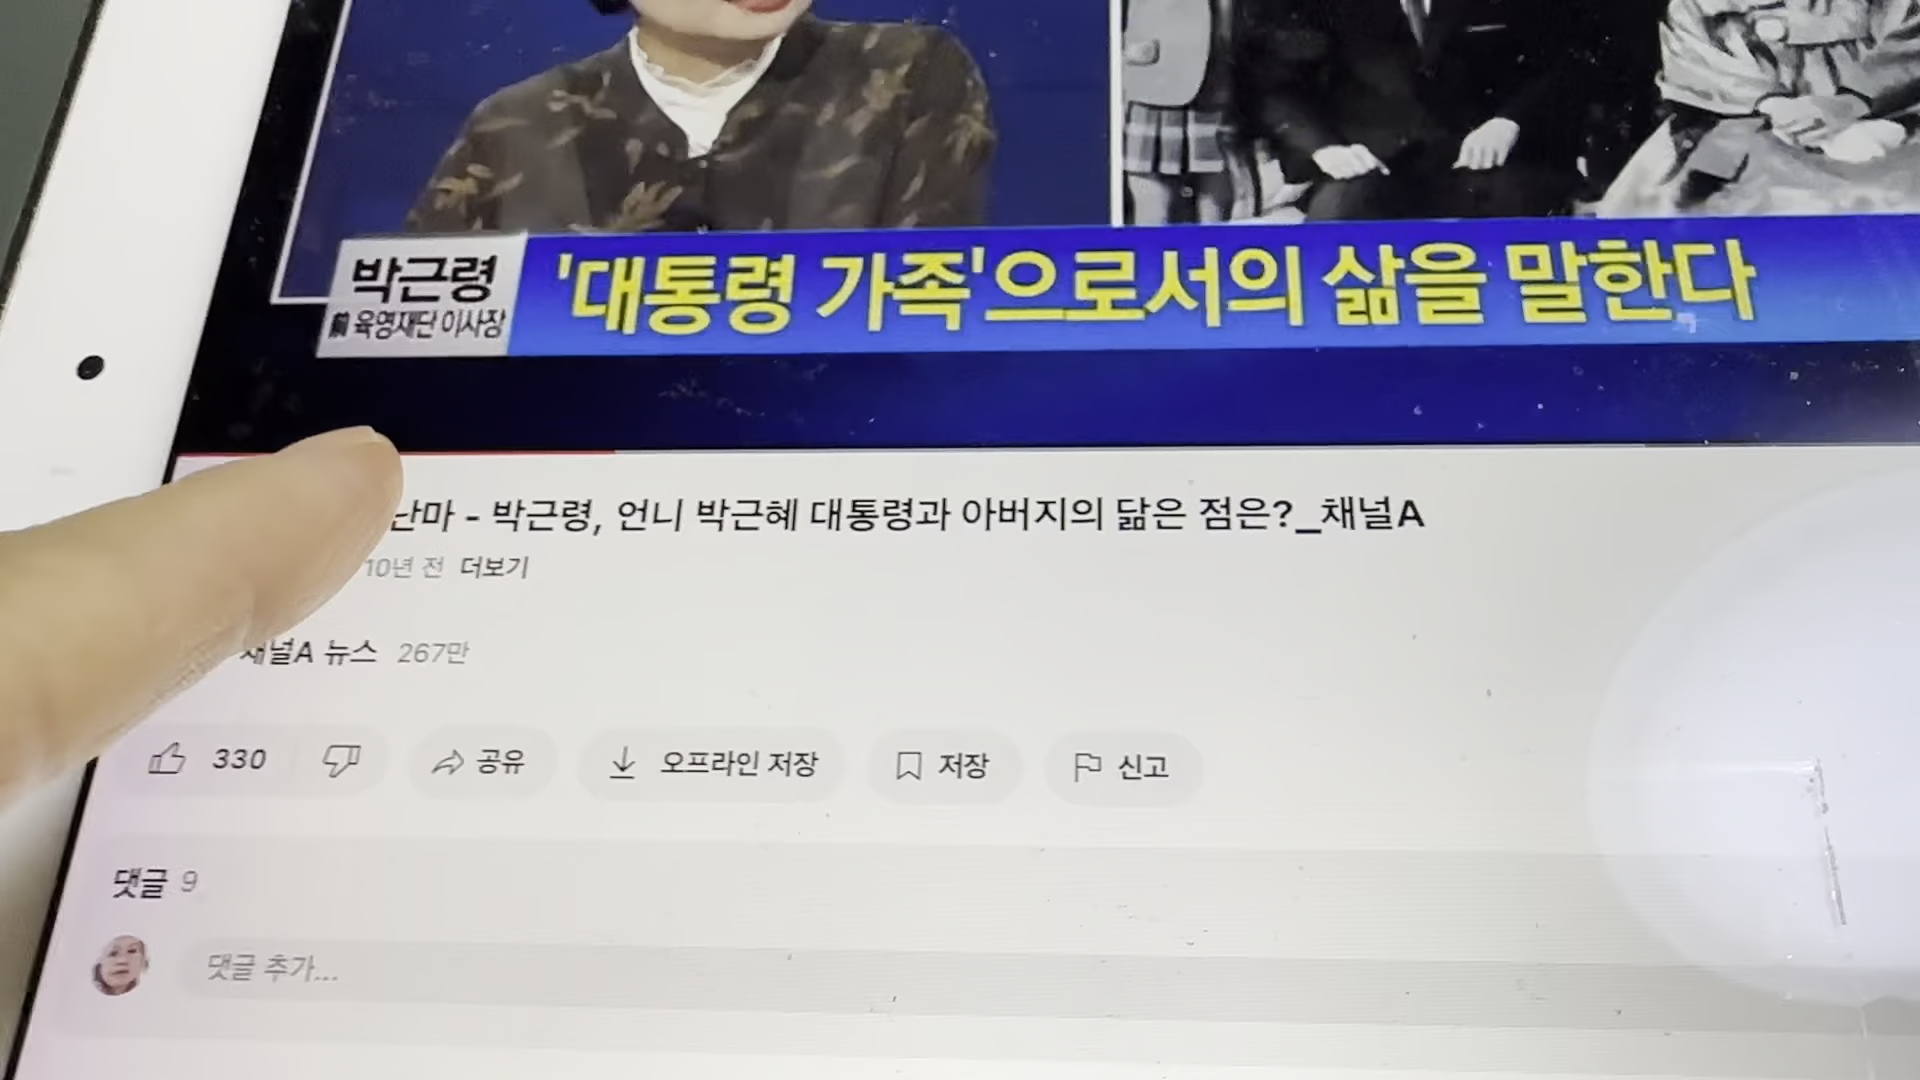 박근령
前 육영재단 이사장
'대통령 가족'으로서의 삶을 말한다
난마 - 박근령, 언니 박근혜 대통령과 아버지의 닮은 점은?_채널A
10년 전 더보기
채널A 뉴스 267만
330
공유
오프라인 저장
저장
신고
댓글 9
댓글 추가...